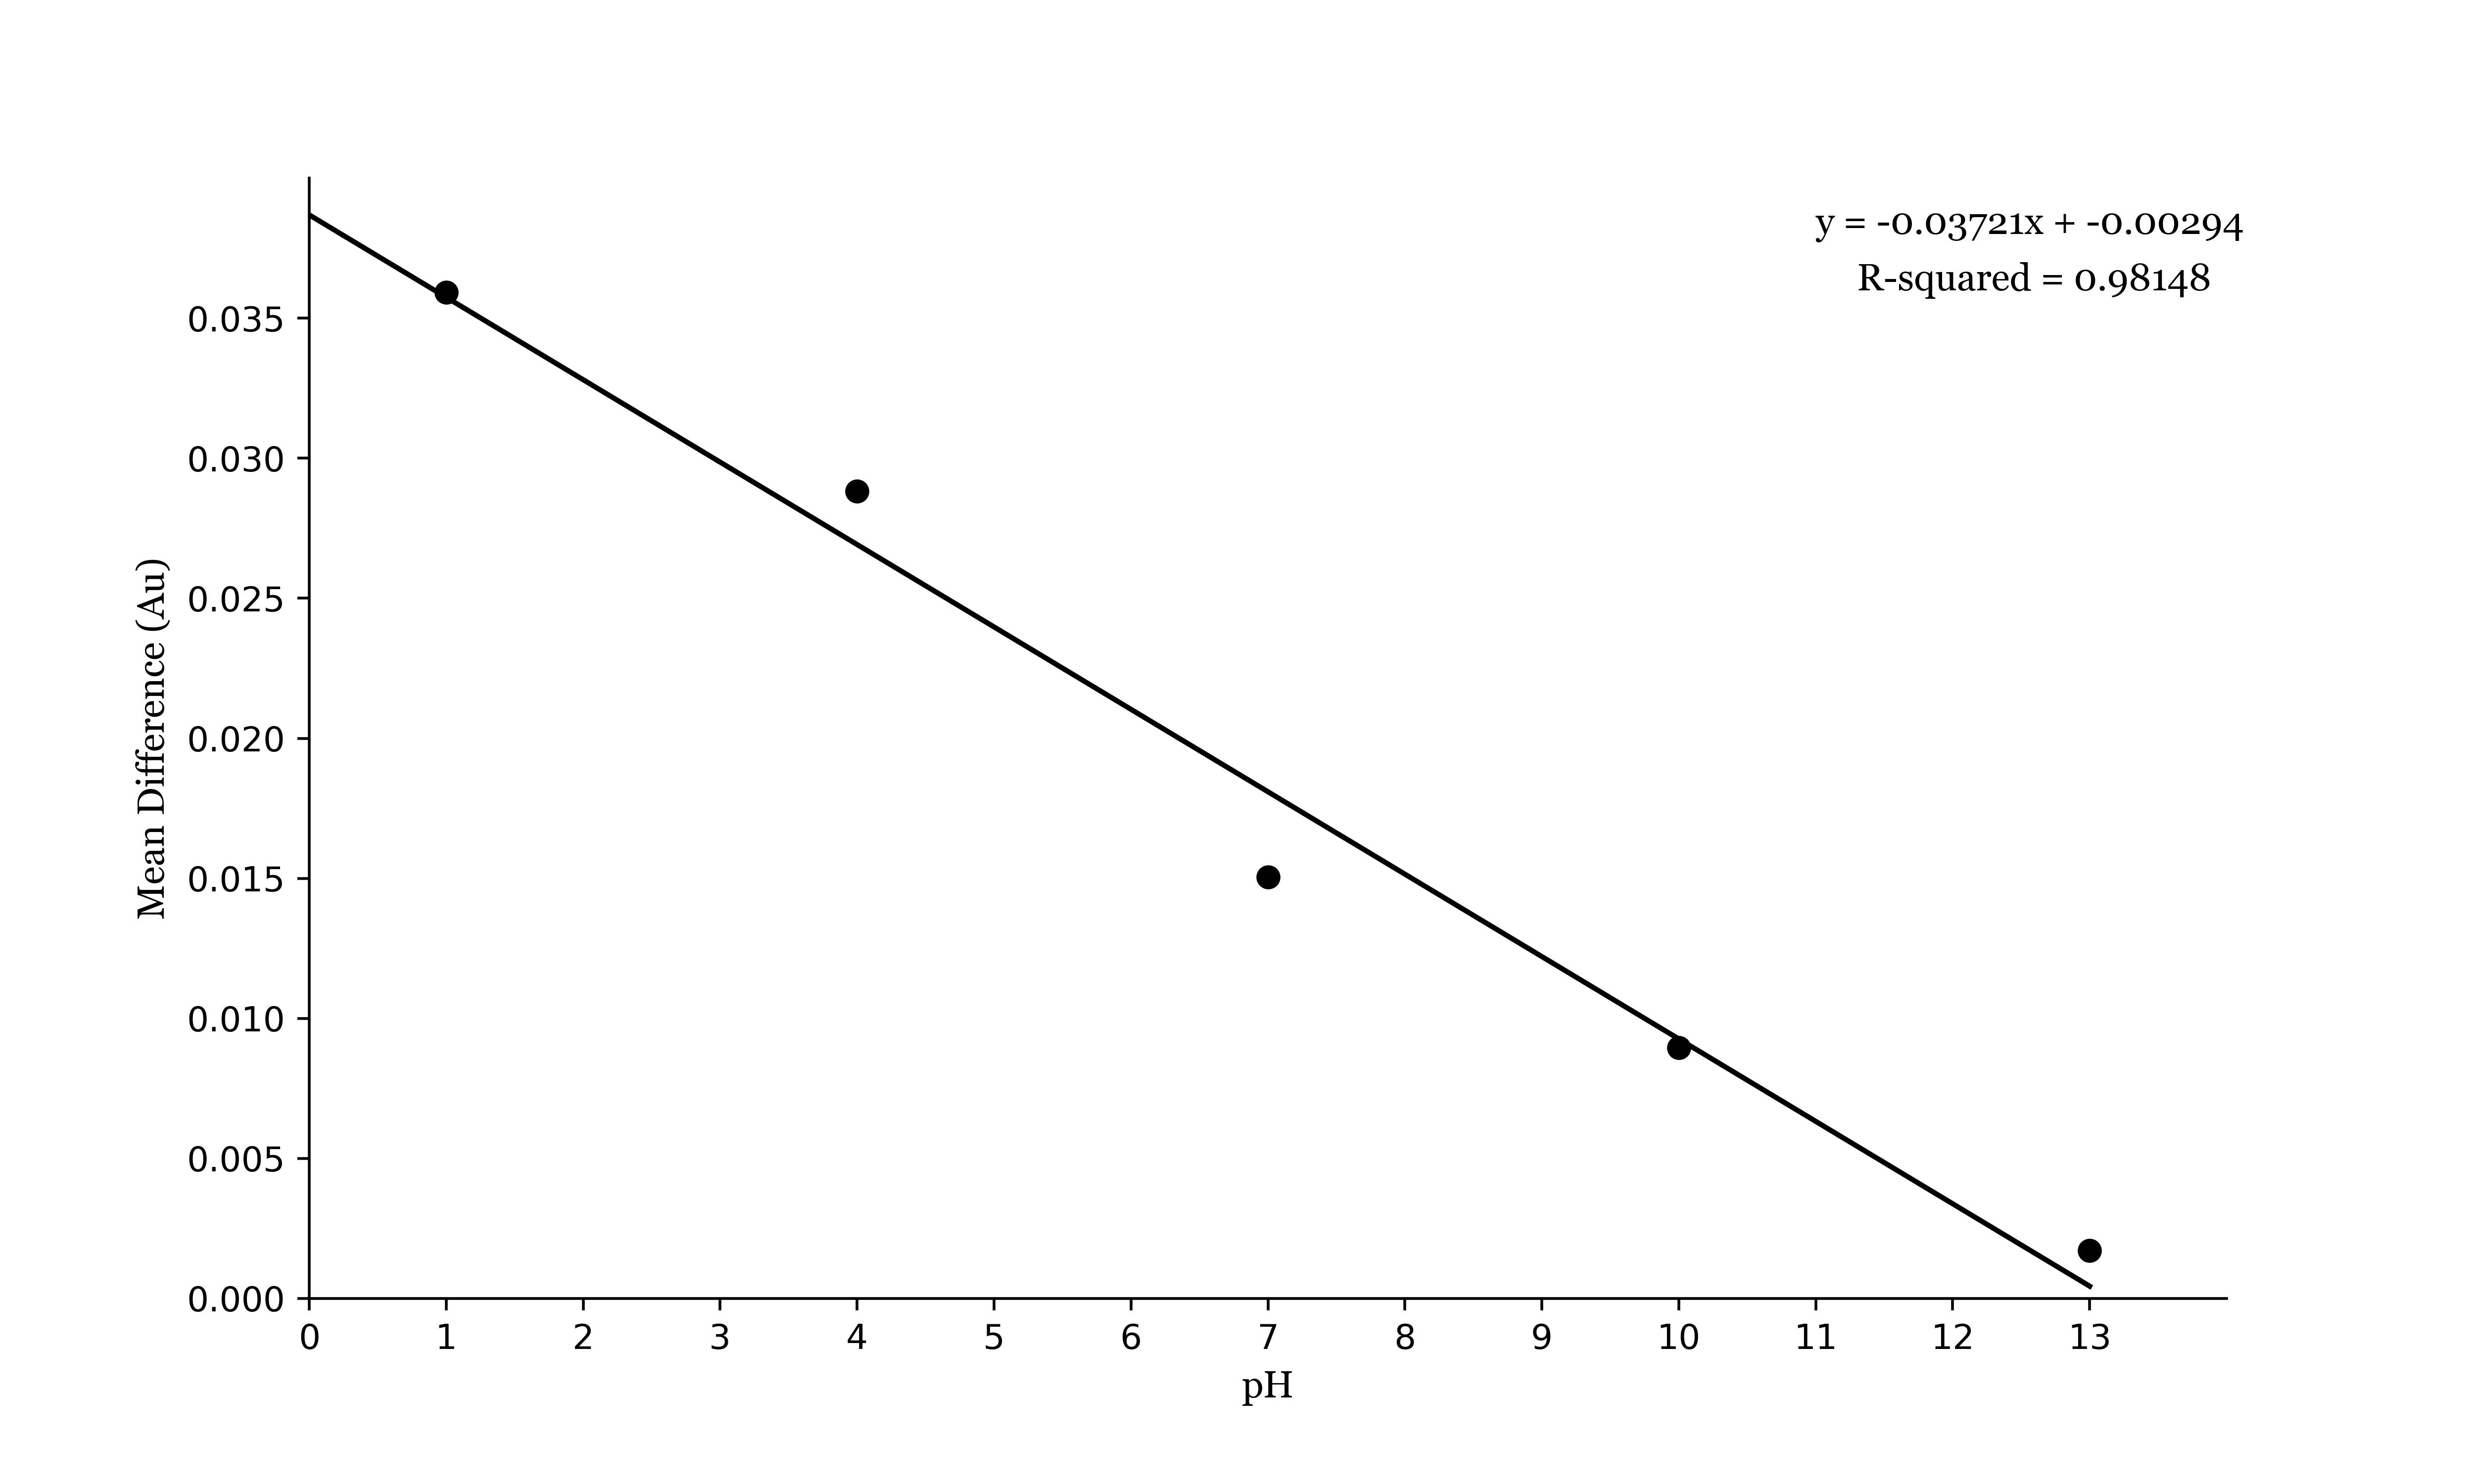 y = -0.03721x + -0.00294
R-squared = 0.98148
0.035
0.030
0.025
0.020
0.015
0.010
0.005
0.000
Mean Difference (Au)
0 1 2 3 4 5 6 7 8 9 10 11 12 13
pH